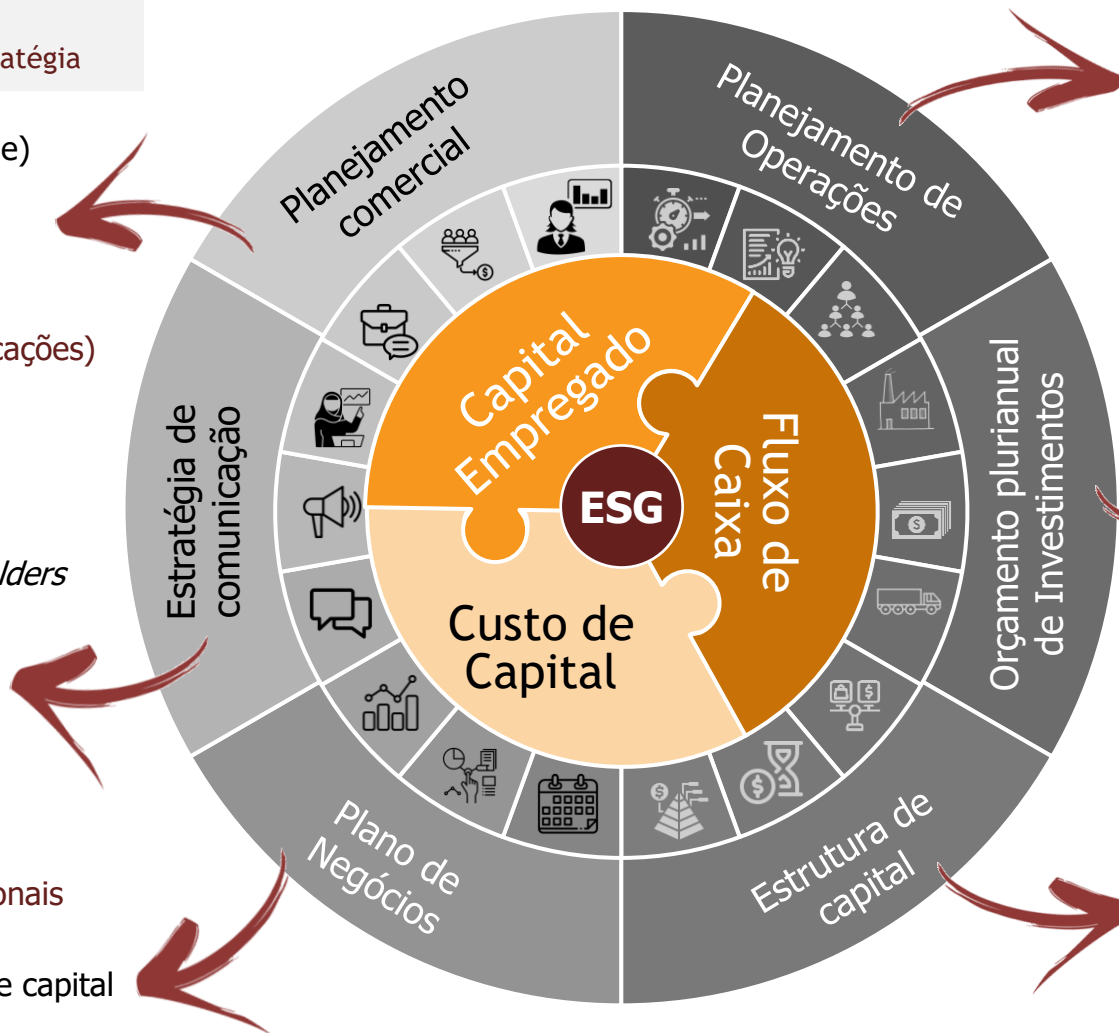 atégia
e)
cações)
lders
onais
e capital
Planejamento
comercial
Planejamento de
Operações
Orçamento plurianual
de Investimentos
Estrutura de
capital
Plano de
Negócios
Estratégia de
comunicação
Capital
Empregado
Fluxo de
Caixa
Custo de
Capital
ESG